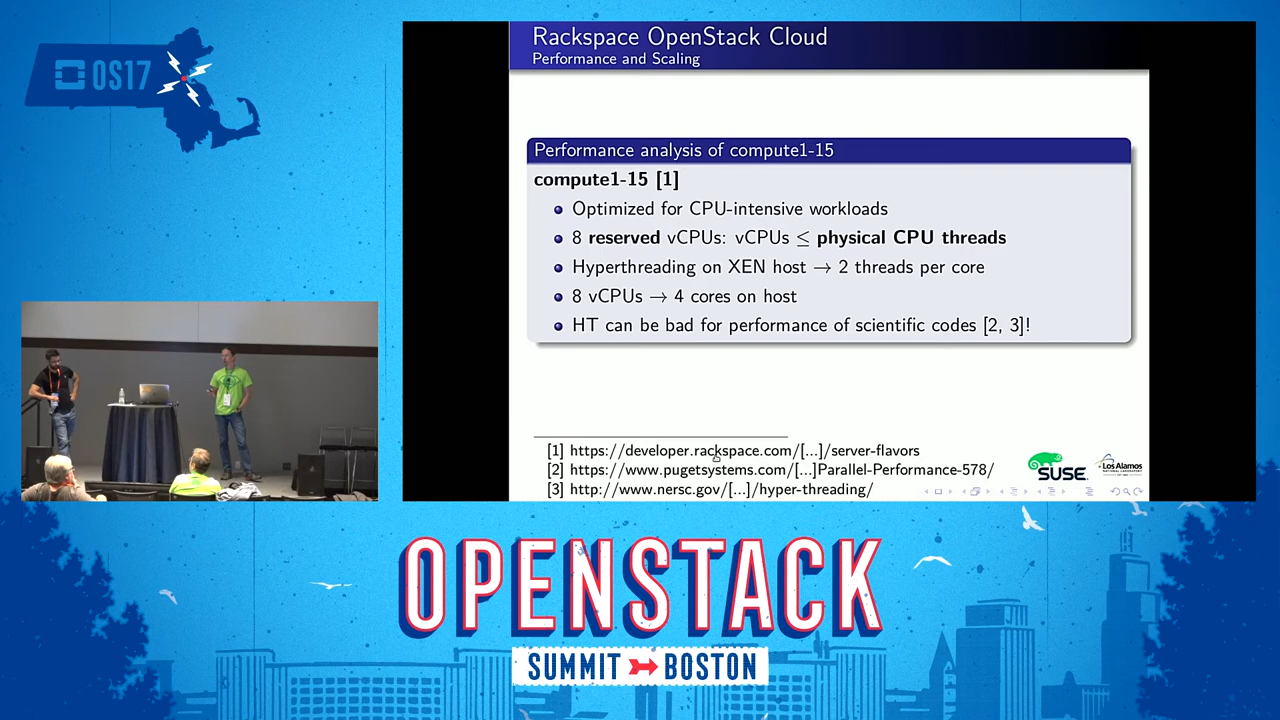 OS17
Rackspace OpenStack Cloud
Performance and Scaling
Performance analysis of compute1-15
compute1-15 [1]
Optimized for CPU-intensive workloads
8 reserved vCPUs: vCPUs ≤ physical CPU threads
Hyperthreading on XEN host → 2 threads per core
8 vCPUs → 4 cores on host
HT can be bad for performance of scientific codes [2, 3]!
[1] https://developer.rackspace.com/[...]/server-flavors
[2] https://www.pugetsystems.com/[...]Parallel-Performance-578/
[3] http://www.nersc.gov/[...]/hyper-threading/
SUSE
Los Alamos
OPENSTACK
SUMMIT BOSTON